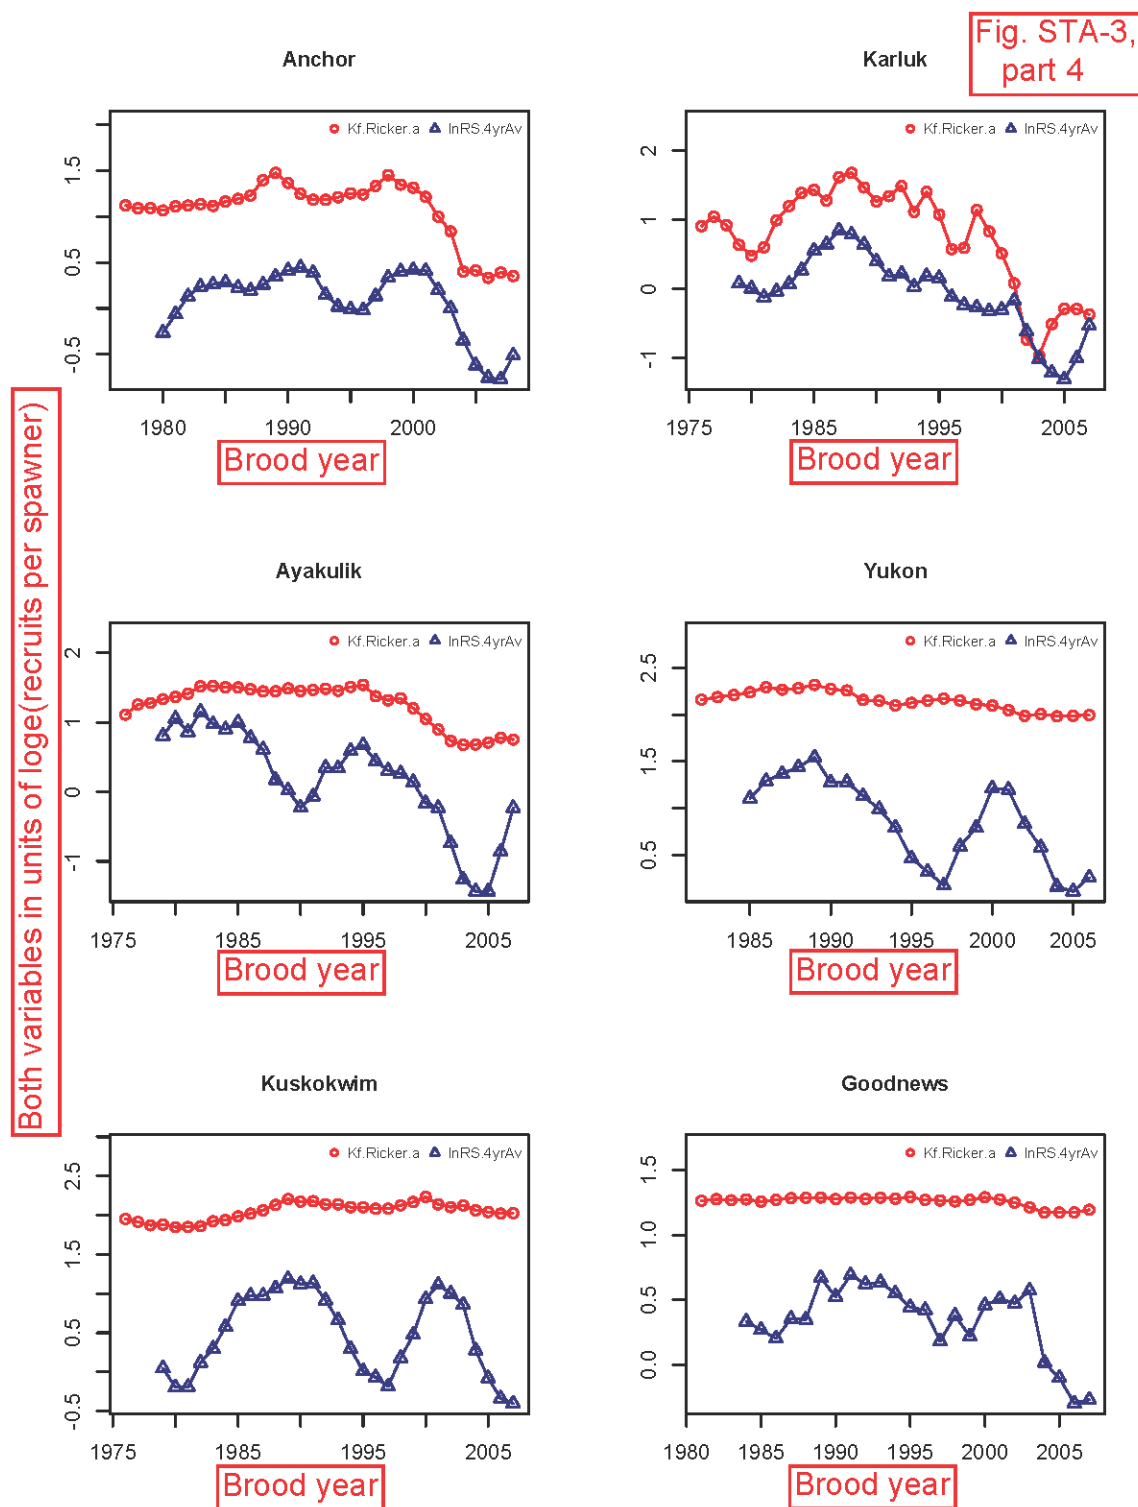 Fig. STA-3,
part 4
Both variables in units of loge(recruits per spawner)
Anchor
Kf.Ricker.a lnRS.4yrAv
1.5
0.5
-0.5
1980 1990 2000
Brood year
Karluk
Kf.Ricker.a lnRS.4yrAv
2
1
0
-1
1975 1985 1995 2005
Brood year
Ayakulik
Kf.Ricker.a lnRS.4yrAv
2
1
0
-1
1975 1985 1995 2005
Brood year
Yukon
Kf.Ricker.a lnRS.4yrAv
2.5
1.5
0.5
1985 1990 1995 2000 2005
Brood year
Kuskokwim
Kf.Ricker.a lnRS.4yrAv
2.5
1.5
0.5
-0.5
1975 1985 1995 2005
Brood year
Goodnews
Kf.Ricker.a lnRS.4yrAv
1.5
1.0
0.5
0.0
1980 1985 1990 1995 2000 2005
Brood year